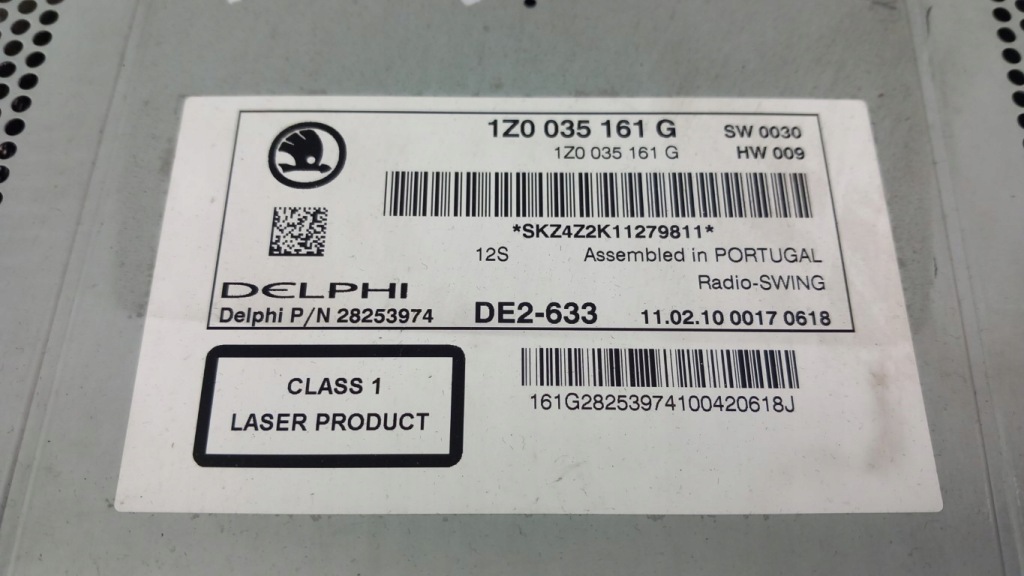 1Z0 035 161 G SW 0030
1Z0 035 161 G HW 009
*SKZ4Z2K11279811*
12S Assembled in PORTUGAL
Radio-SWING
DELPHI
Delphi P/N 28253974 DE2-633 11.02.10 0017 0618
CLASS 1
LASER PRODUCT
161G28253974100420618J